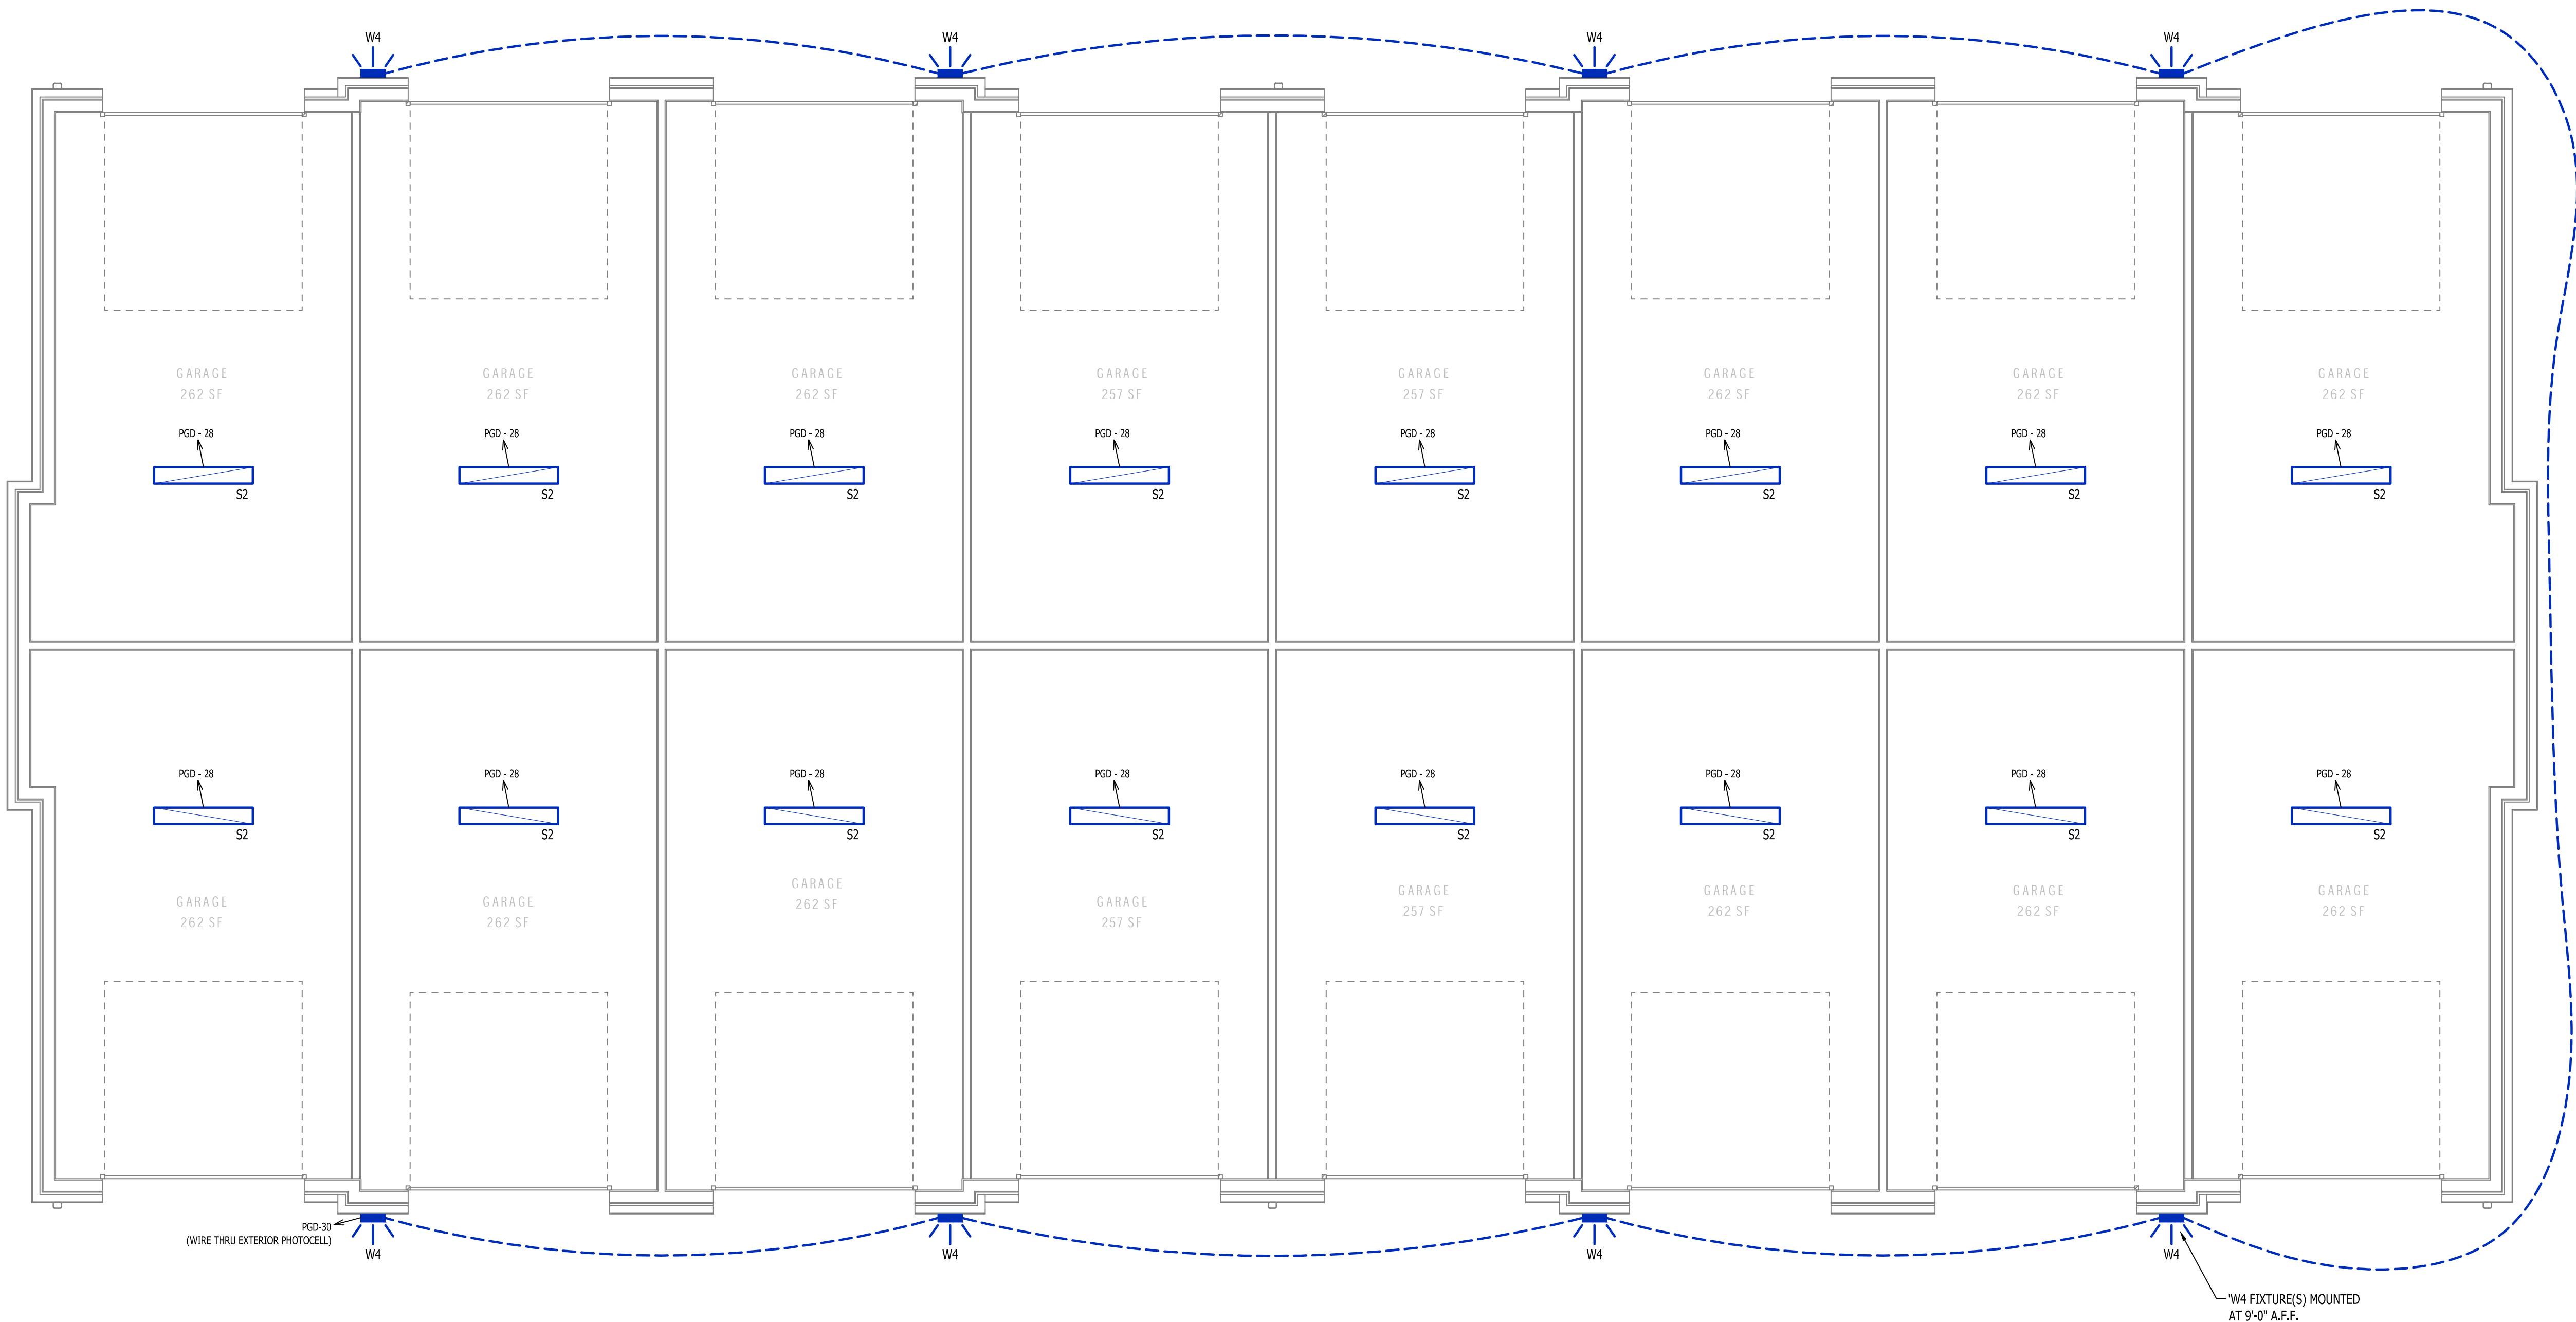 W4 W4 W4 W4
GARAGE GARAGE GARAGE GARAGE GARAGE GARAGE GARAGE GARAGE
262 SF 262 SF 262 SF 257 SF 257 SF 262 SF 262 SF 262 SF
PGD - 28 PGD - 28 PGD - 28 PGD - 28 PGD - 28 PGD - 28 PGD - 28 PGD - 28
S2 S2 S2 S2 S2 S2 S2 S2
PGD - 28 PGD - 28 PGD - 28 PGD - 28 PGD - 28 PGD - 28 PGD - 28 PGD - 28
S2 S2 S2 S2 S2 S2 S2 S2
GARAGE GARAGE GARAGE GARAGE GARAGE GARAGE GARAGE GARAGE
262 SF 262 SF 262 SF 257 SF 257 SF 262 SF 262 SF 262 SF
PGD-30
(WIRE THRU EXTERIOR PHOTOCELL)
W4 W4 W4 W4
'W4 FIXTURE(S) MOUNTED
AT 9'-0" A.F.F.